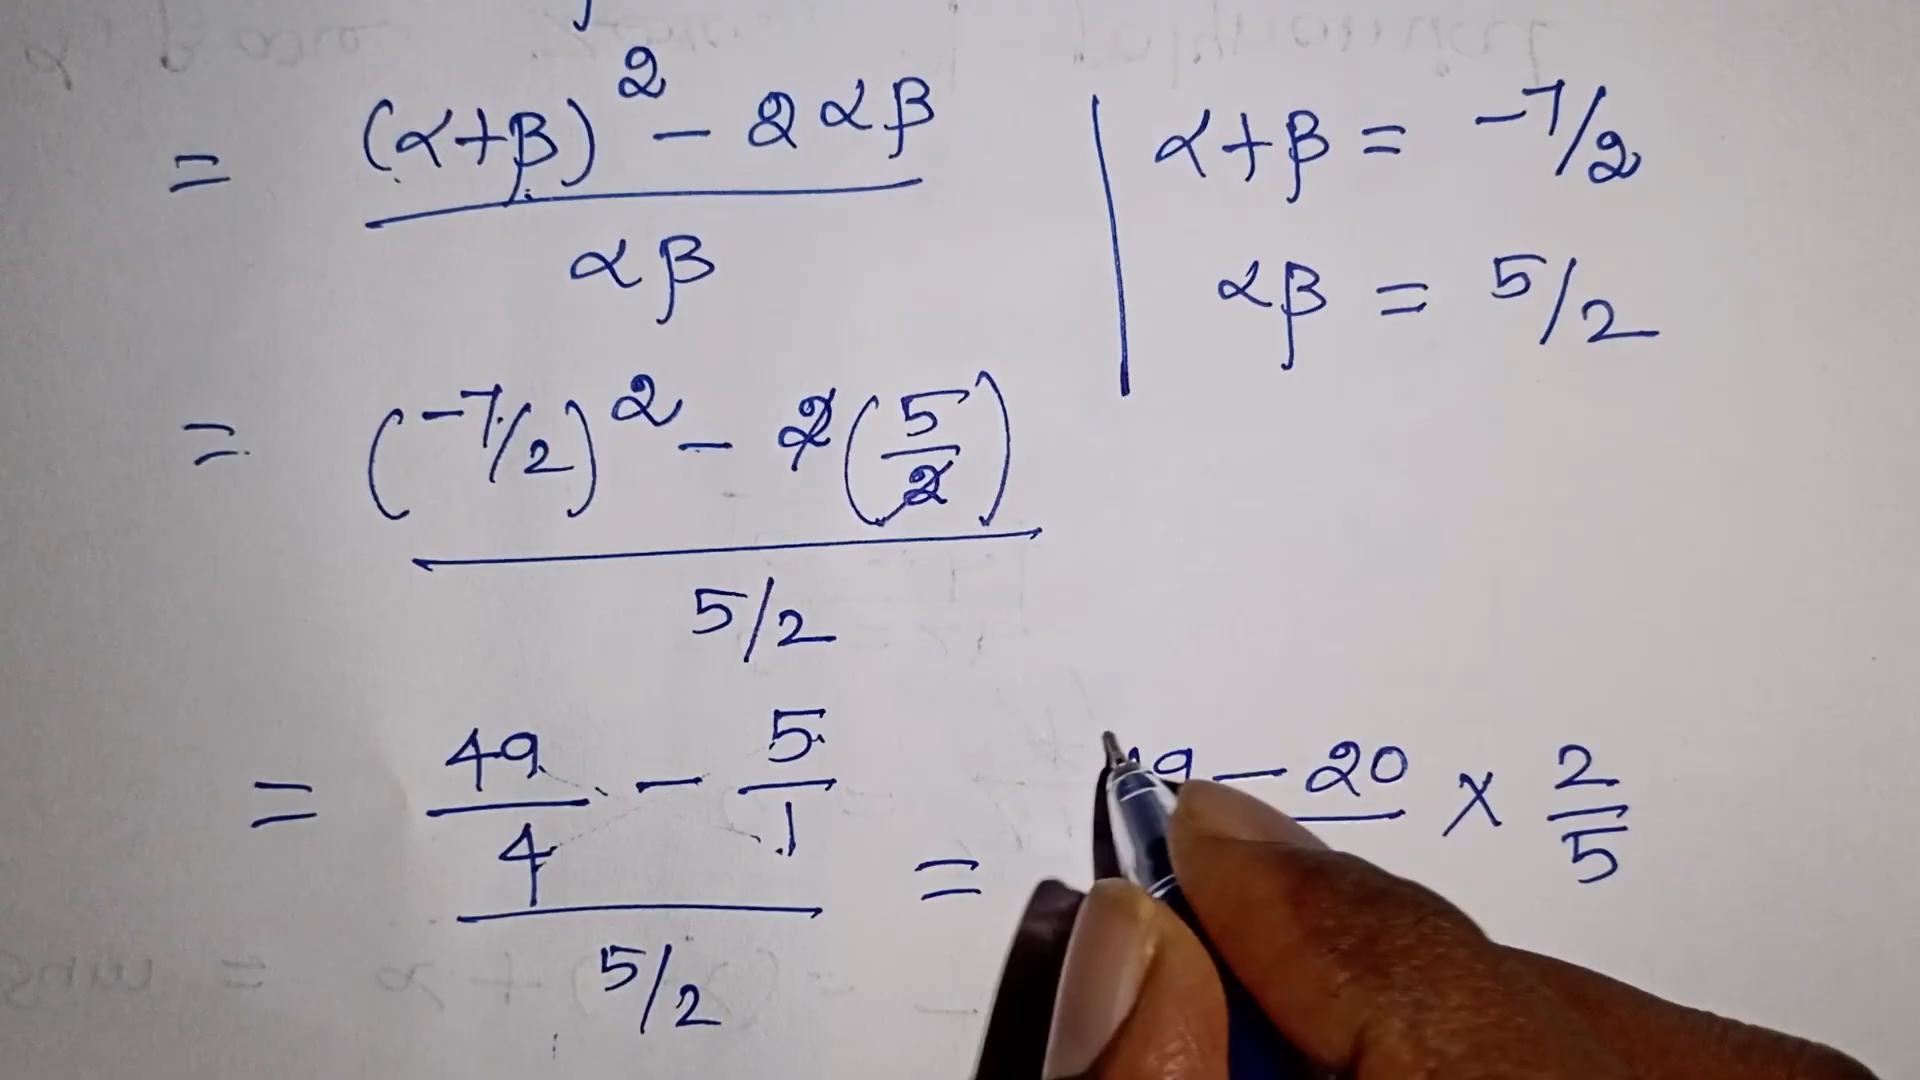 = (α+β)² - 2αβ / αβ
α+β = -7/2
αβ = 5/2
= (-7/2)² - 2(5/2) / 5/2
= 49/4 - 5/1 / 5/2
= 49 - 20 × 2/5